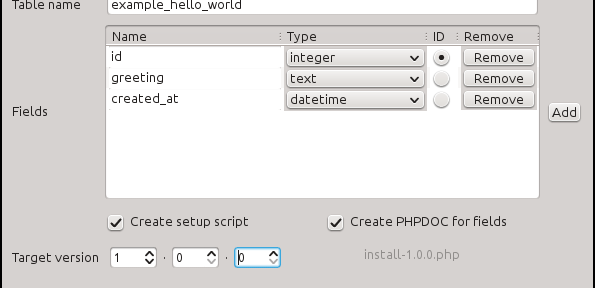 Table name example_hello_world
Name Type ID Remove
id integer Remove
greeting text Remove
created_at datetime Remove
Fields Add
Create setup script Create PHPDOC for fields
Target version 1 . 0 . 0 install-1.0.0.php